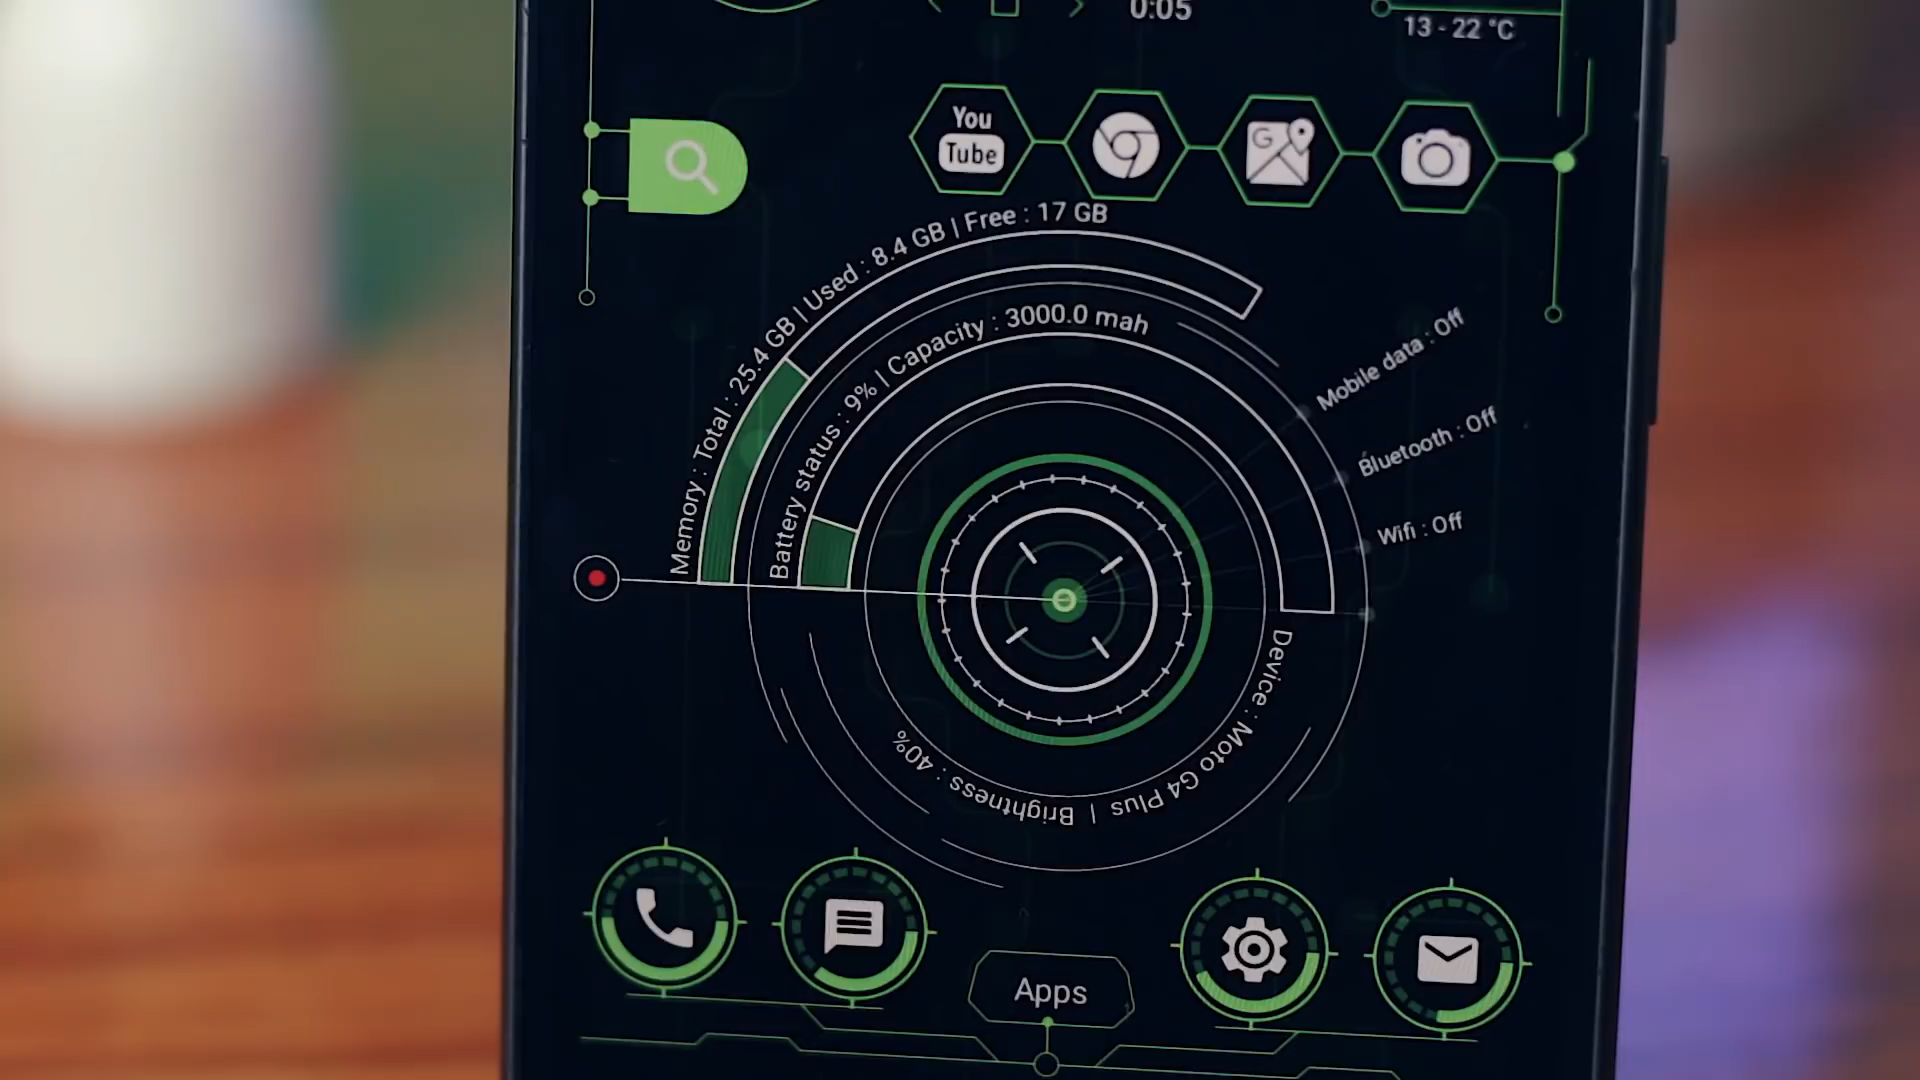 0:05
13 - 22 °C
You
Tube
G
Memory : Total : 25.4 GB | Used : 8.4 GB | Free : 17 GB
Battery status : 9% | Capacity : 3000.0 mah
Mobile data : Off
Bluetooth : Off
Wifi : Off
Device : Moto G4 Plus | Brightness : 40%
Apps